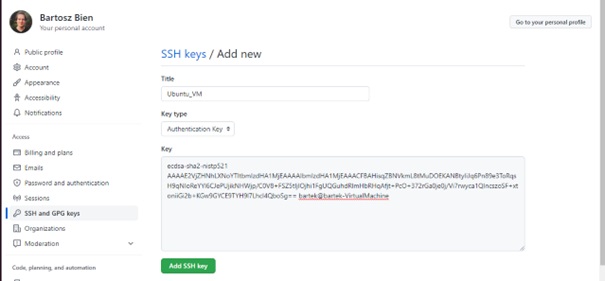 Bartosz Bien
Your personal account
Go to your personal profile
Public profile
Account
Appearance
Accessibility
Notifications
Access
Billing and plans
Emails
Password and authentication
Sessions
SSH and GPG keys
Organizations
Moderation
Code, planning, and automation
SSH keys / Add new
Title
Ubuntu_VM
Key type
Authentication Key
Key
ecdsa-sha2-nistp521
bartek@bartek-VirtualMachine
Add SSH key